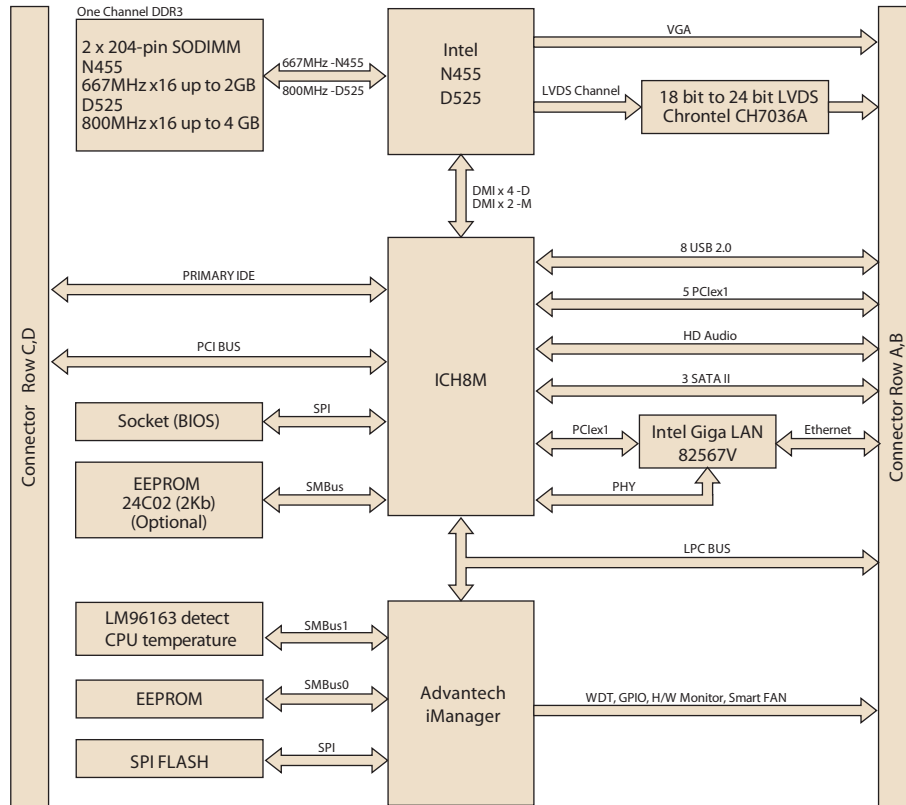 One Channel DDR3
2 x 204-pin SODIMM
N455
667MHz x16 up to 2GB
D525
800MHz x16 up to 4 GB
667MHz -N455
800MHz -D525
Intel
N455
D525
VGA
LVDS Channel
18 bit to 24 bit LVDS
Chrontel CH7036A
DMI x 4 -D
DMI x 2 -M
Connector Row C,D
PRIMARY IDE
PCI BUS
Socket (BIOS)
SPI
EEPROM
24C02 (2Kb)
(Optional)
SMBus
ICH8M
8 USB 2.0
5 PCIex1
HD Audio
3 SATA II
PCIex1
Intel Giga LAN
82567V
Ethernet
PHY
LPC BUS
Connector Row A,B
LM96163 detect
CPU temperature
SMBus1
EEPROM
SMBus0
SPI FLASH
SPI
Advantech
iManager
WDT, GPIO, H/W Monitor, Smart FAN